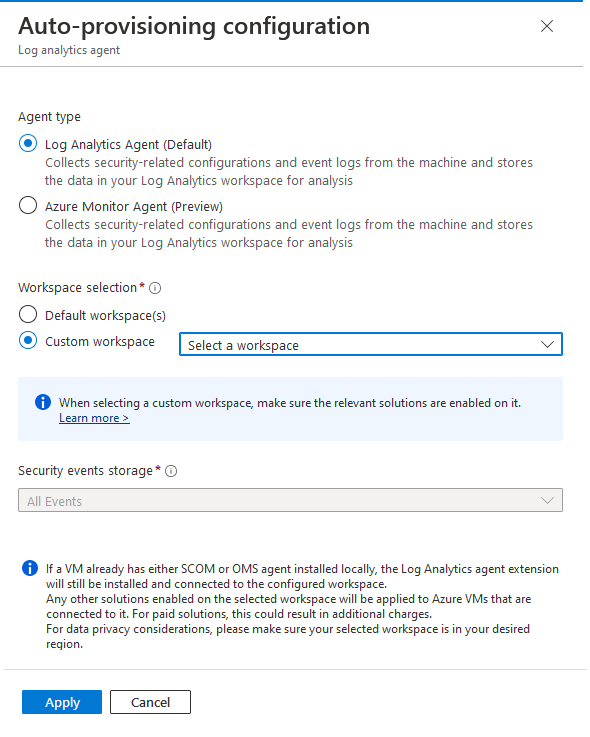 Auto-provisioning configuration
Log analytics agent
Agent type
Log Analytics Agent (Default)
Collects security-related configurations and event logs from the machine and stores
the data in your Log Analytics workspace for analysis
Azure Monitor Agent (Preview)
Collects security-related configurations and event logs from the machine and stores
the data in your Log Analytics workspace for analysis
Workspace selection*
Default workspace(s)
Custom workspace
Select a workspace
When selecting a custom workspace, make sure the relevant solutions are enabled on it.
Learn more >
Security events storage*
All Events
If a VM already has either SCOM or OMS agent installed locally, the Log Analytics agent extension
will still be installed and connected to the configured workspace.
Any other solutions enabled on the selected workspace will be applied to Azure VMs that are
connected to it. For paid solutions, this could result in additional charges.
For data privacy considerations, please make sure your selected workspace is in your desired
region.
Apply
Cancel